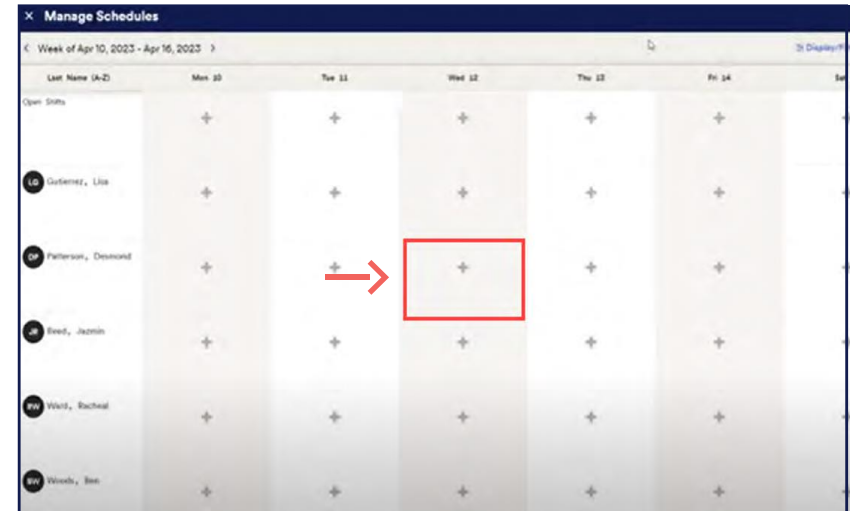 × Manage Schedules
< Week of Apr 10, 2023 - Apr 16, 2023 >
Display/
Last Name (A-Z) Mon 10 Tue 11 Wed 12 Thu 13 Fri 14 Sat
Open Shifts
LG Gutierrez, Lisa
DP Patterson, Desmond
JR Reed, Jazmin
RW Ward, Racheal
BW Woods, Ben